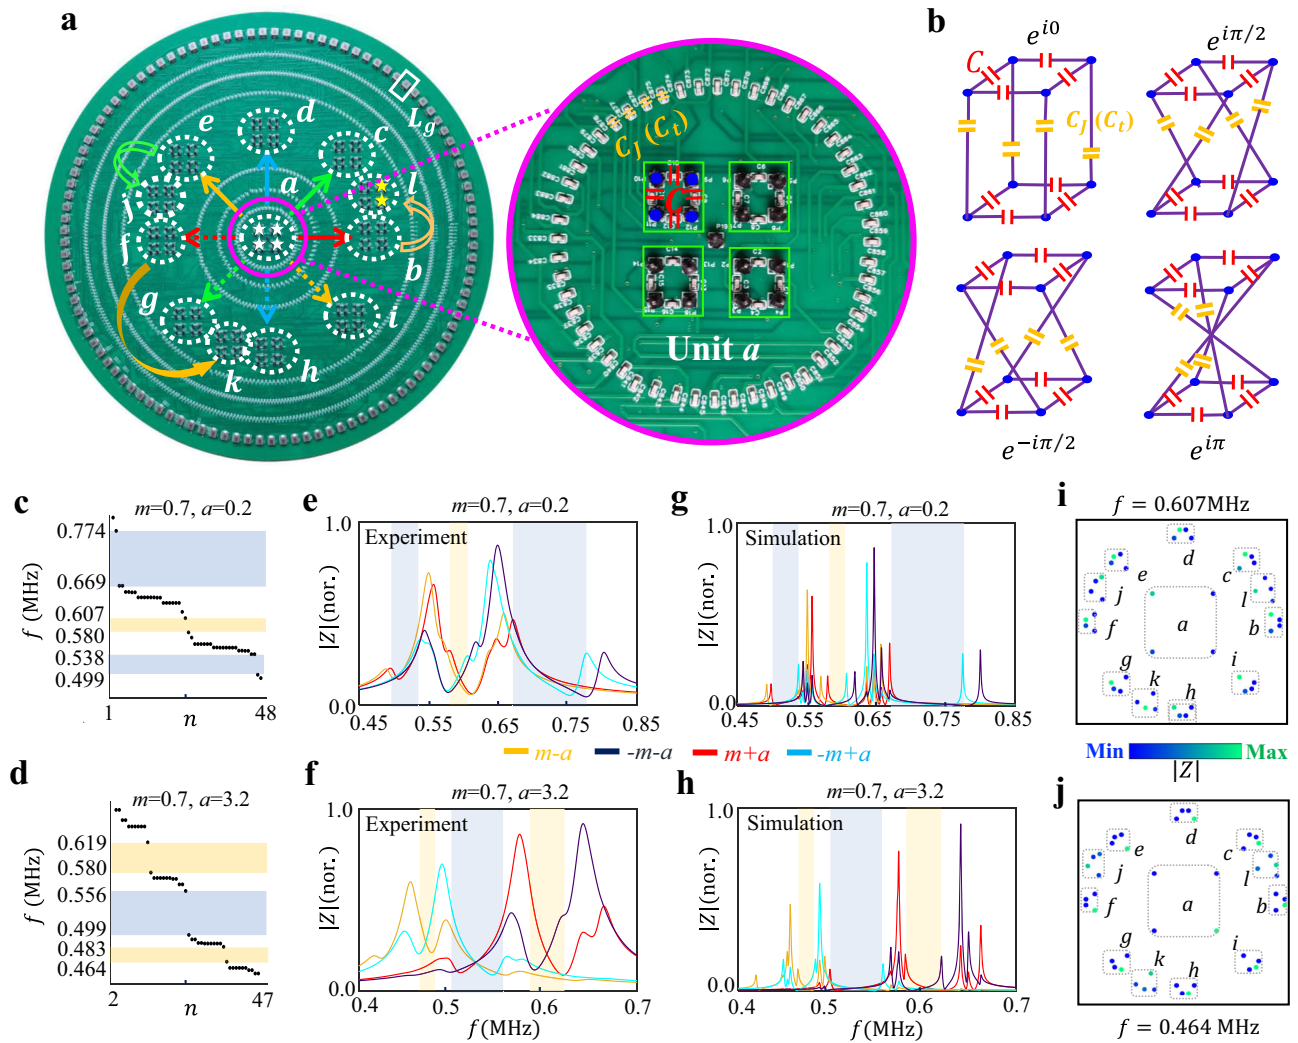 a
e
d
c
L_g
a
l
j
f
b
g
i
k
h
C_J (C_t)
C
Unit a
b
e^{i0}
e^{iπ/2}
C
C_J (C_t)
e^{-iπ/2}
e^{iπ}
c
m=0.7, a=0.2
f (MHz)
0.774
0.669
0.607
0.580
0.538
0.499
1
n
48
d
m=0.7, a=3.2
f (MHz)
0.619
0.580
0.556
0.499
0.483
0.464
2
n
47
e
m=0.7, a=0.2
Experiment
|Z|(nor.)
1.0
0.0
0.45
0.55
0.65
0.75
0.85
g
m=0.7, a=0.2
Simulation
|Z|(nor.)
1.0
0.0
0.45
0.55
0.65
0.75
0.85
m-a
-m-a
m+a
-m+a
f
m=0.7, a=3.2
Experiment
|Z|(nor.)
1.0
0.0
0.4
0.5
0.6
0.7
f(MHz)
h
m=0.7, a=3.2
Simulation
|Z|(nor.)
1.0
0.0
0.4
0.5
0.6
0.7
f(MHz)
i
f = 0.607MHz
d
e
c
j
l
f
a
b
g
k
h
i
Min
Max
|Z|
j
d
e
c
j
l
f
a
b
g
k
h
i
f = 0.464 MHz